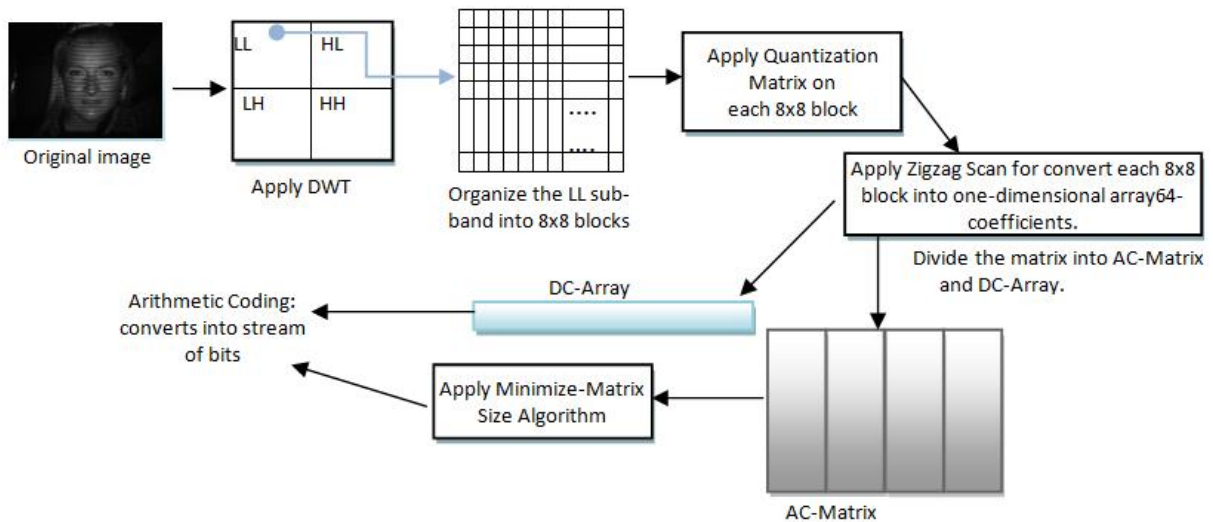 Original image
LL
HL
LH
HH
Apply DWT
....
....
Organize the LL sub-
band into 8x8 blocks
Apply Quantization
Matrix on
each 8x8 block
Apply Zigzag Scan for convert each 8x8
block into one-dimensional array64-
coefficients.
Divide the matrix into AC-Matrix
and DC-Array.
DC-Array
Arithmetic Coding:
converts into stream
of bits
Apply Minimize-Matrix
Size Algorithm
AC-Matrix